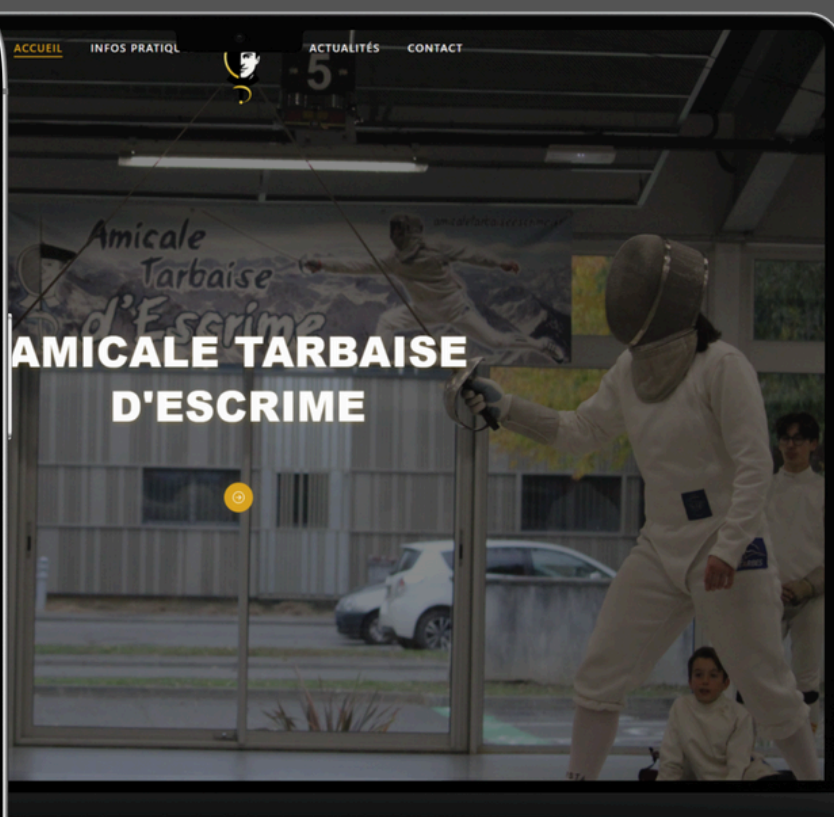 ACCUEIL
INFOS PRATIQU
ACTUALITÉS
CONTACT
5
Amicale
Tarbaise
d'Escrime
AMICALE TARBAISE
D'ESCRIME